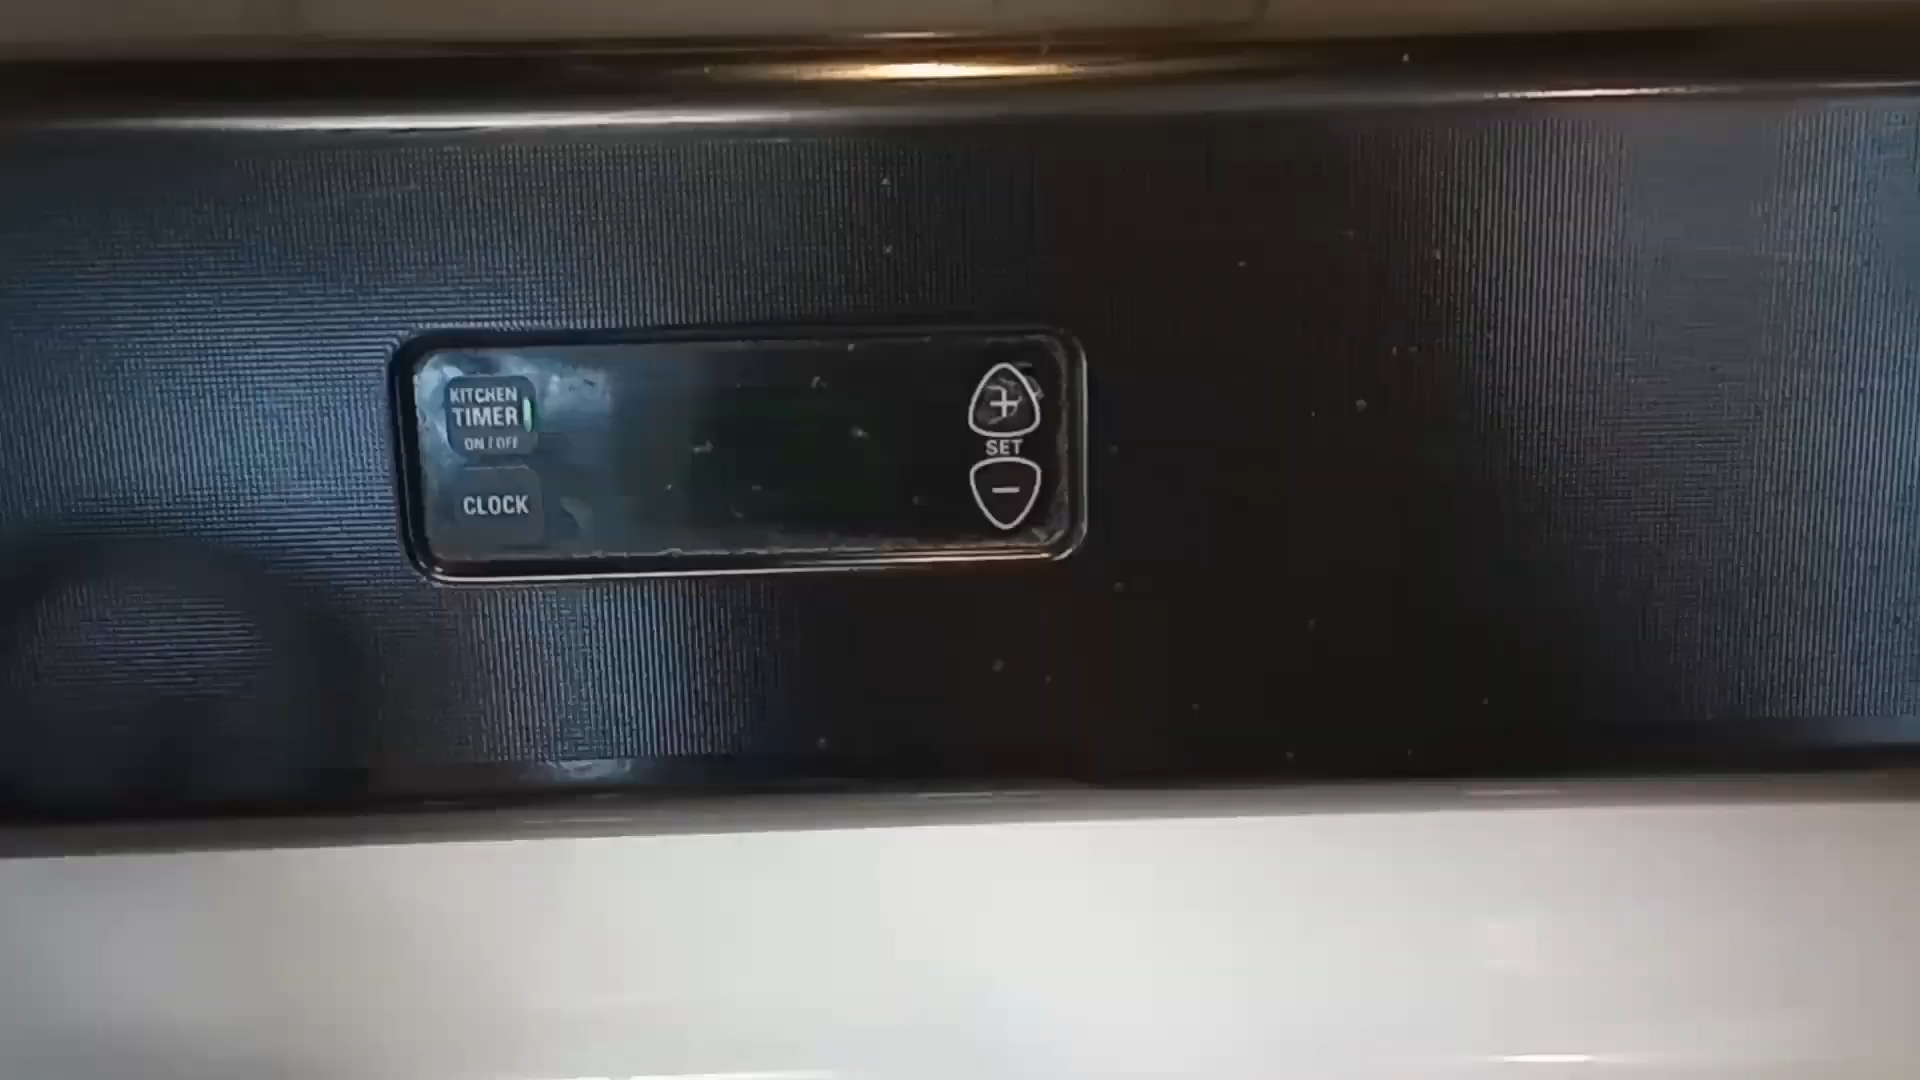 KITCHEN
TIMER
ON / OFF
CLOCK
+
SET
−